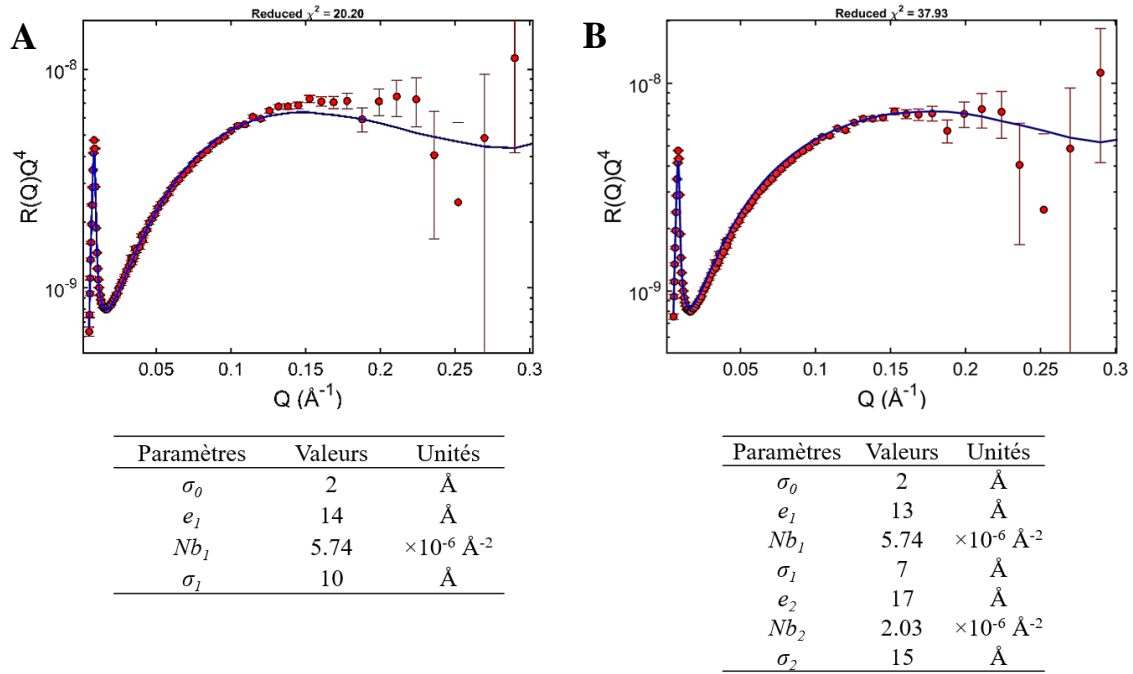 A
Reduced χ² = 20.20
R(Q)Q⁴
10⁻⁸
10⁻⁹
0.05 0.1 0.15 0.2 0.25 0.3
Q (Å⁻¹)
Paramètres Valeurs Unités
σ₀ 2 Å
e₁ 14 Å
Nb₁ 5.74 ×10⁻⁶ Å⁻²
σ₁ 10 Å
B
Reduced χ² = 37.93
R(Q)Q⁴
10⁻⁸
10⁻⁹
0.05 0.1 0.15 0.2 0.25 0.3
Q (Å⁻¹)
Paramètres Valeurs Unités
σ₀ 2 Å
e₁ 13 Å
Nb₁ 5.74 ×10⁻⁶ Å⁻²
σ₁ 7 Å
e₂ 17 Å
Nb₂ 2.03 ×10⁻⁶ Å⁻²
σ₂ 15 Å